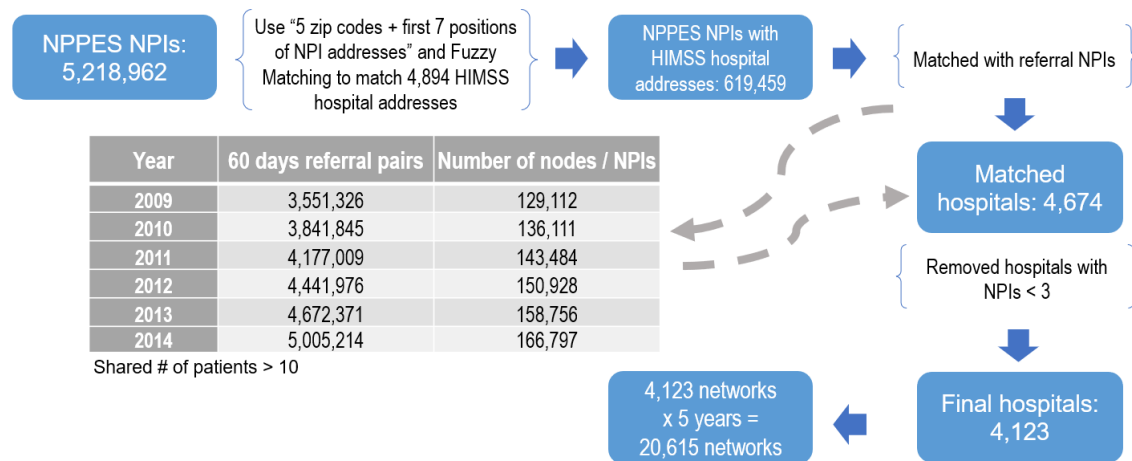 NPPES NPIs:
5,218,962
Use “5 zip codes + first 7 positions
of NPI addresses” and Fuzzy
Matching to match 4,894 HIMSS
hospital addresses
NPPES NPIs with
HIMSS hospital
addresses: 619,459
Matched with referral NPIs
Matched
hospitals: 4,674
Year 60 days referral pairs Number of nodes / NPIs
2009 3,551,326 129,112
2010 3,841,845 136,111
2011 4,177,009 143,484
2012 4,441,976 150,928
2013 4,672,371 158,756
2014 5,005,214 166,797
Shared # of patients > 10
Removed hospitals with
NPIs < 3
Final hospitals:
4,123
4,123 networks
x 5 years =
20,615 networks